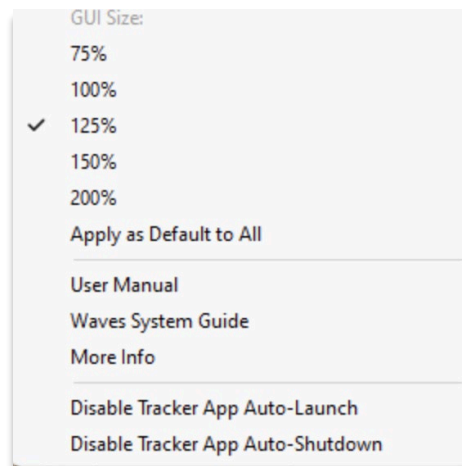 GUI Size:
75%
100%
125%
150%
200%
Apply as Default to All
User Manual
Waves System Guide
More Info
Disable Tracker App Auto-Launch
Disable Tracker App Auto-Shutdown